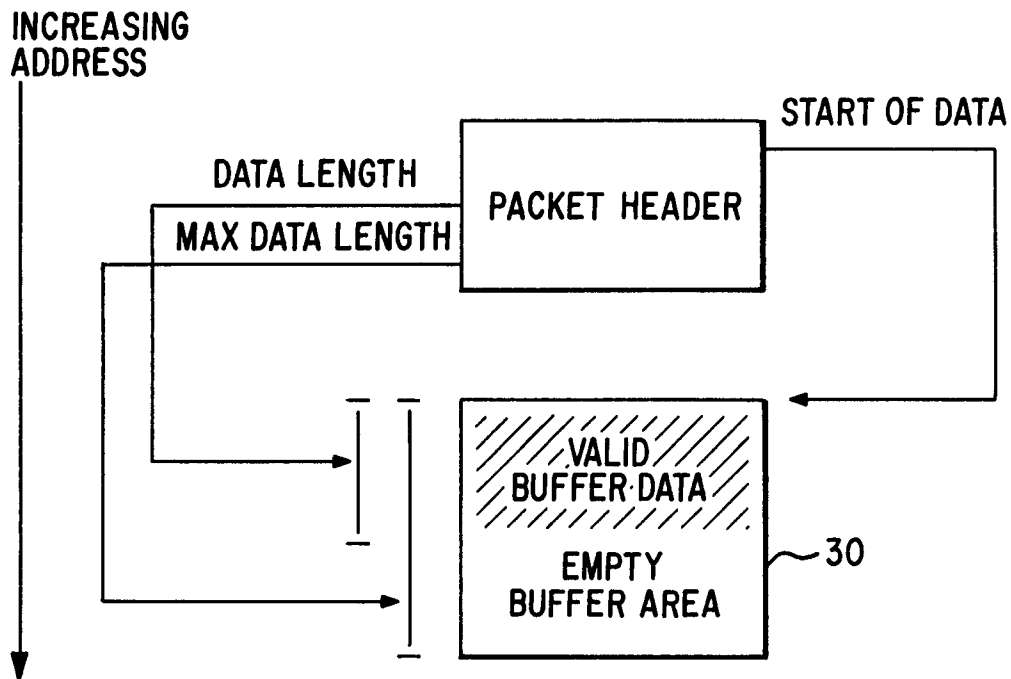 INCREASING
ADDRESS
START OF DATA
DATA LENGTH
PACKET HEADER
MAX DATA LENGTH
VALID
BUFFER DATA
30
EMPTY
BUFFER AREA